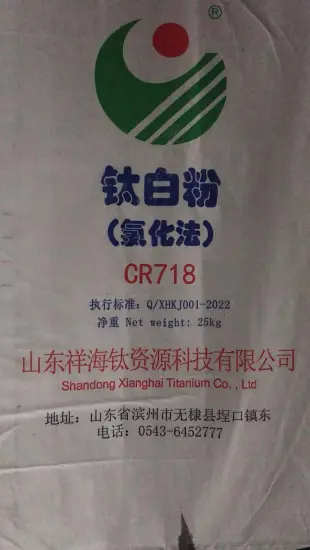 ®
钛白粉
(氯化法)
CR718
执行标准: Q/XHKJ001-2022
净重 Net weight: 25kg
山东祥海钛资源科技有限公司
Shandong Xianghai Titanium Co., Ltd
地址: 山东省滨州市无棣县埕口镇东
电话: 0543-6452777